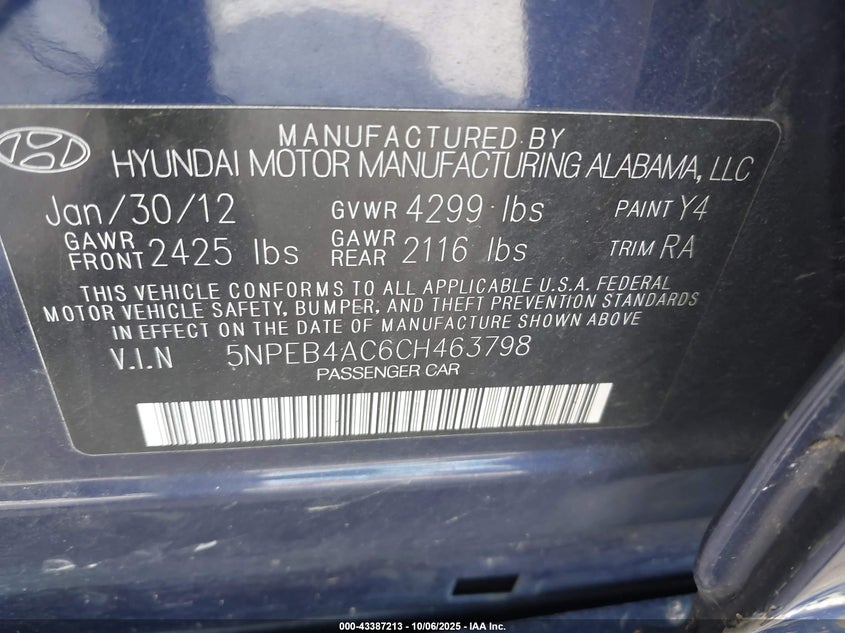 MANUFACTURED BY
HYUNDAI MOTOR MANUFACTURING ALABAMA, LLC
Jan/30/12 GVWR 4299 lbs PAINT Y4
GAWR FRONT 2425 lbs GAWR REAR 2116 lbs TRIM RA
THIS VEHICLE CONFORMS TO ALL APPLICABLE U.S.A. FEDERAL
MOTOR VEHICLE SAFETY, BUMPER, AND THEFT PREVENTION STANDARDS
IN EFFECT ON THE DATE OF MANUFACTURE SHOWN ABOVE
V.I.N 5NPEB4AC6CH463798
PASSENGER CAR
000-43387213 - 10/06/2025 - IAA Inc.